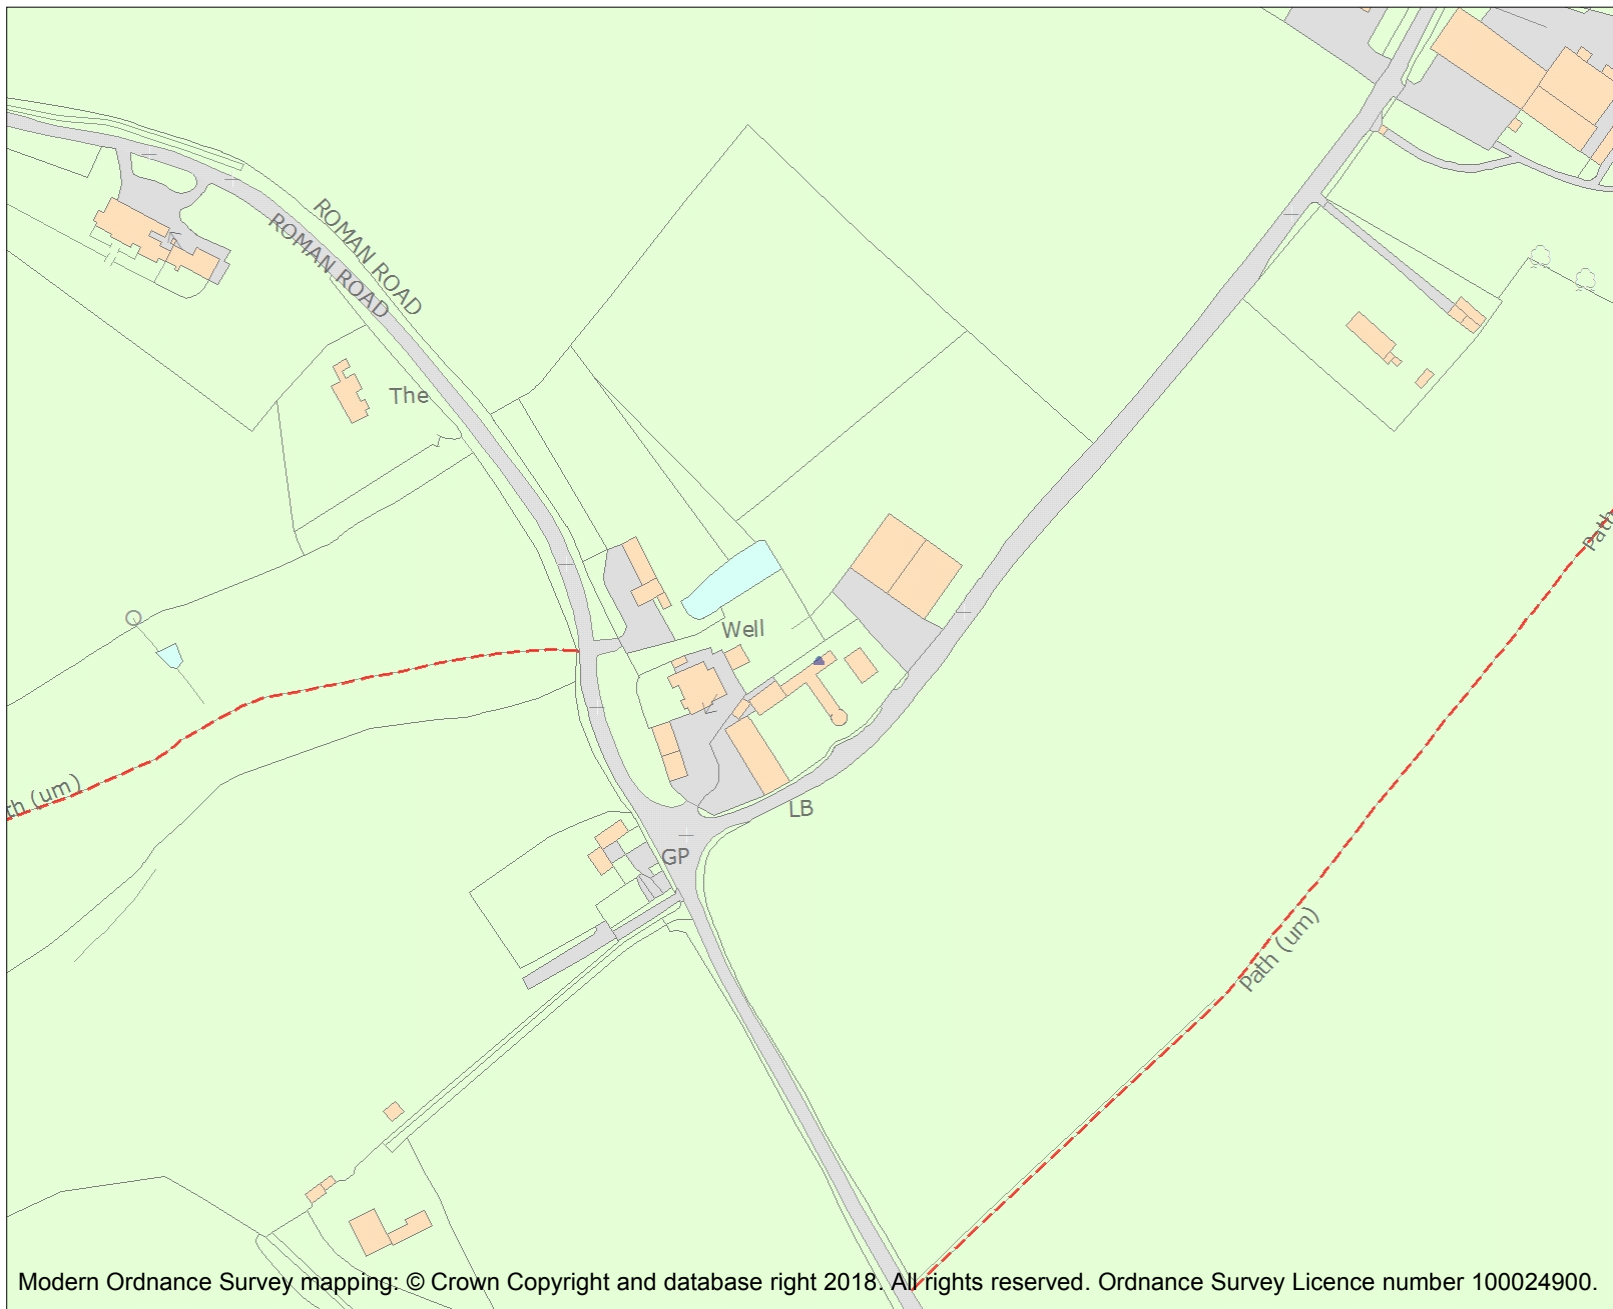 ROMAN ROAD
ROMAN ROAD
The
Path
Well
th (um)
LB
GP
Path (um)
Modern Ordnance Survey mapping: © Crown Copyright and database right 2018. All rights reserved. Ordnance Survey Licence number 100024900.